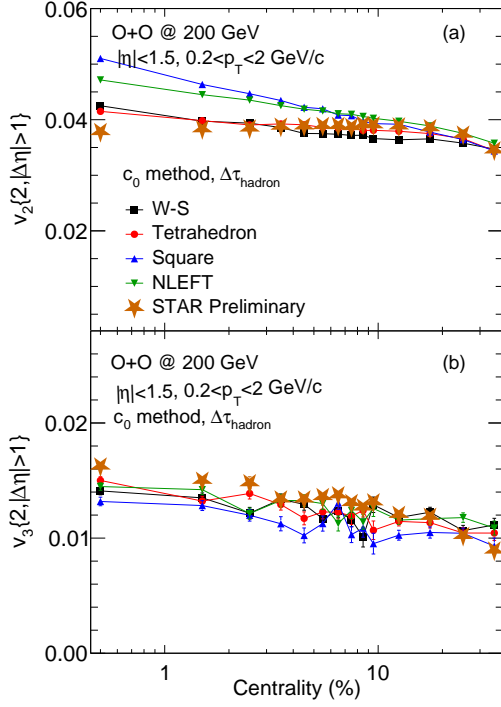 0.06
O+O @ 200 GeV
(a)
|η|<1.5, 0.2<p_T<2 GeV/c
0.04
v_2{2,|Δη|>1}
c_0 method, Δτ_hadron
W-S
Tetrahedron
0.02
Square
NLEFT
STAR Preliminary
O+O @ 200 GeV
(b)
|η|<1.5, 0.2<p_T<2 GeV/c
c_0 method, Δτ_hadron
0.02
v_3{2,|Δη|>1}
0.01
0.00
1
10
Centrality (%)